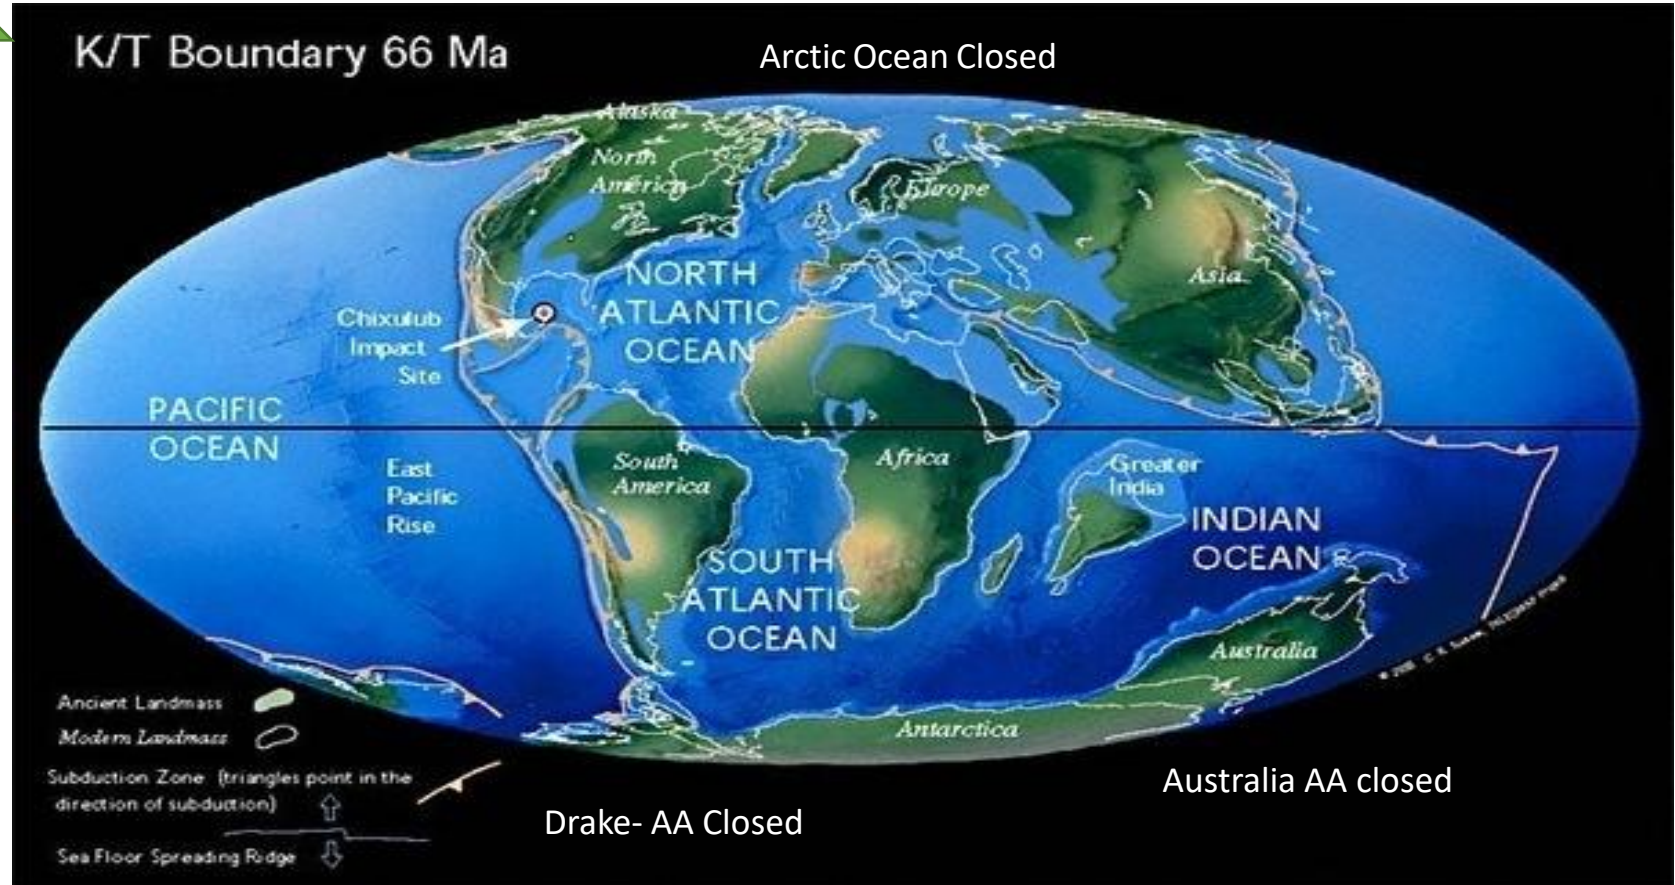 K/T Boundary 66 Ma
Arctic Ocean Closed
Alaska
North
America
Europe
Asia
NORTH
ATLANTIC
OCEAN
Chixulub
Impact
Site
PACIFIC
OCEAN
East
Pacific
Rise
South
America
Africa
Greater
India
INDIAN
OCEAN
SOUTH
ATLANTIC
OCEAN
Australia
Antarctica
Ancient Landmass
Modern Landmass
Subduction Zone (triangles point in the
direction of subduction)
Sea Floor Spreading Ridge
Drake- AA Closed
Australia AA closed